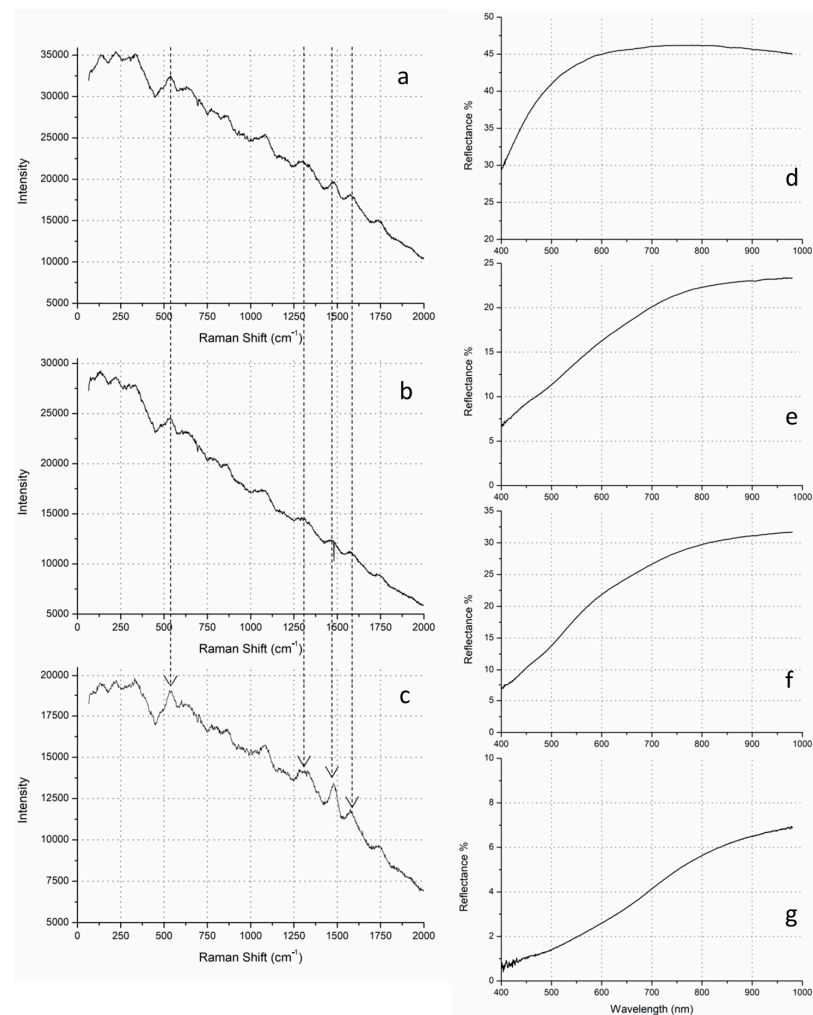 a
35000
30000
25000
20000
15000
10000
5000
Intensity
0 250 500 750 1000 1250 1500 1750 2000
Raman Shift (cm-1)
b
30000
25000
20000
15000
10000
5000
Intensity
0 250 500 750 1000 1250 1500 1750 2000
Raman Shift (cm-1)
c
20000
17500
15000
12500
10000
7500
5000
Intensity
0 250 500 750 1000 1250 1500 1750 2000
Raman Shift (cm-1)
50
45
40
35
30
25
20
Reflectance %
d
400 500 600 700 800 900 1000
25
20
15
10
5
0
Reflectance %
e
400 500 600 700 800 900 1000
35
30
25
20
15
10
5
0
Reflectance %
f
400 500 600 700 800 900 1000
10
8
6
4
2
0
Reflectance %
g
400 500 600 700 800 900 1000
Wavelength (nm)